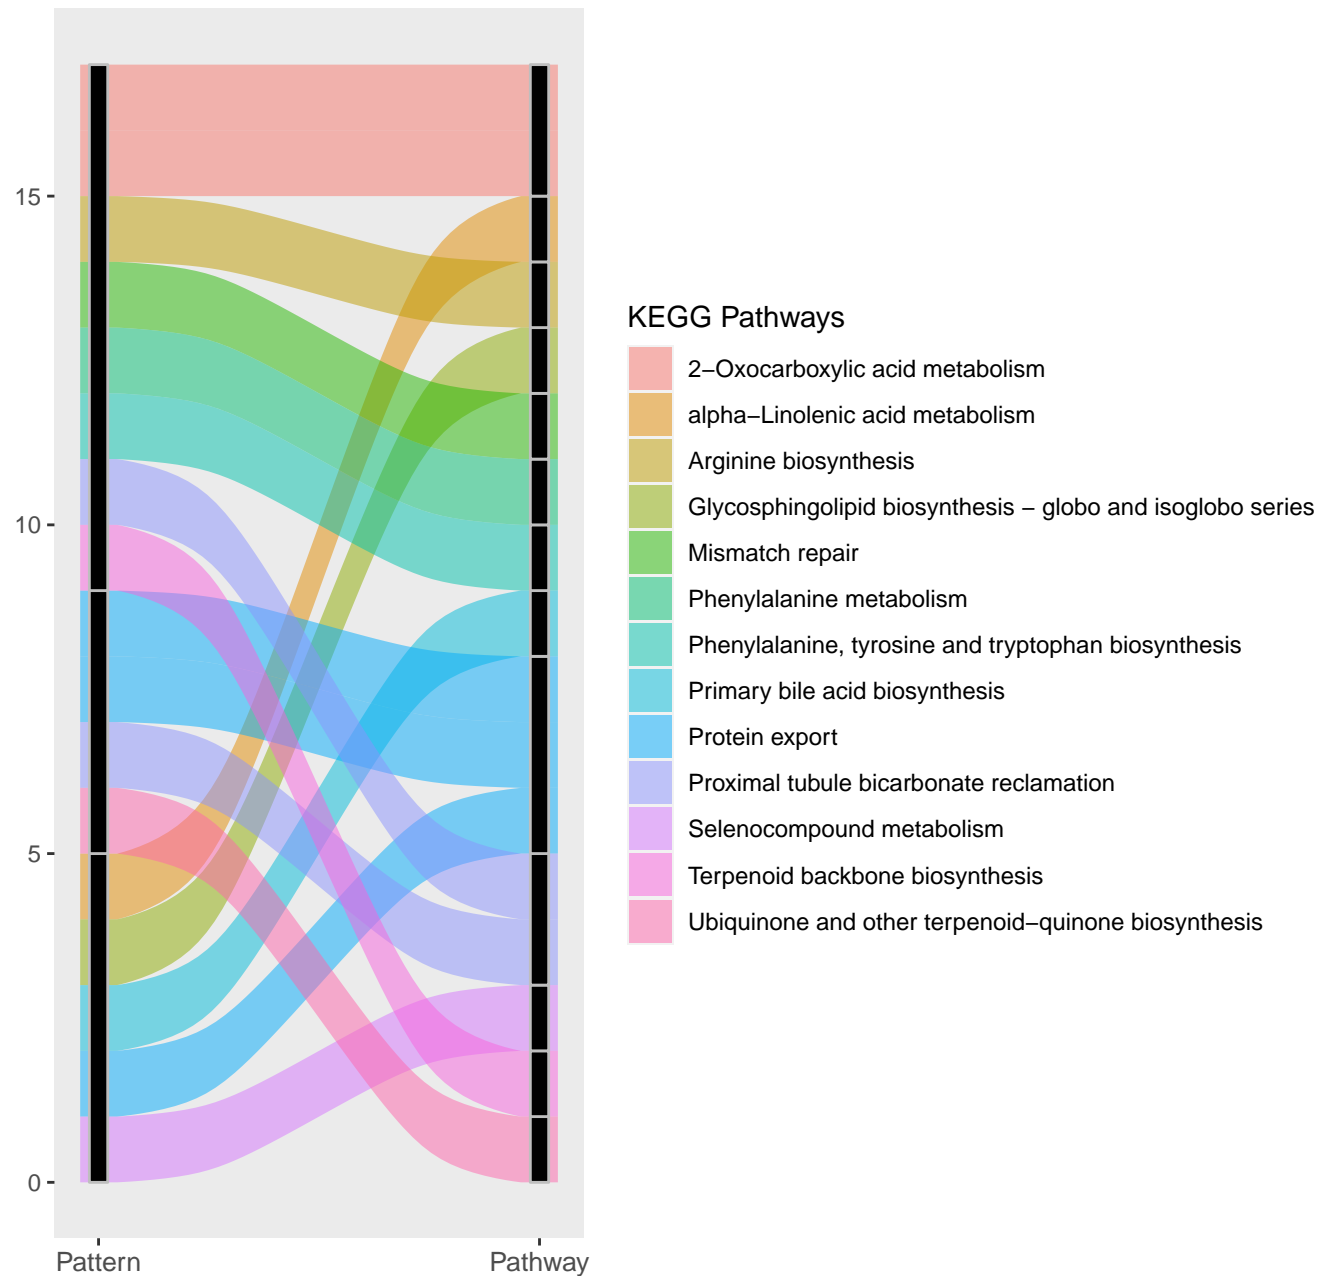 15
10
5
0
Pattern
Pathway
KEGG Pathways
2−Oxocarboxylic acid metabolism
alpha−Linolenic acid metabolism
Arginine biosynthesis
Glycosphingolipid biosynthesis − globo and isoglobo series
Mismatch repair
Phenylalanine metabolism
Phenylalanine, tyrosine and tryptophan biosynthesis
Primary bile acid biosynthesis
Protein export
Proximal tubule bicarbonate reclamation
Selenocompound metabolism
Terpenoid backbone biosynthesis
Ubiquinone and other terpenoid−quinone biosynthesis